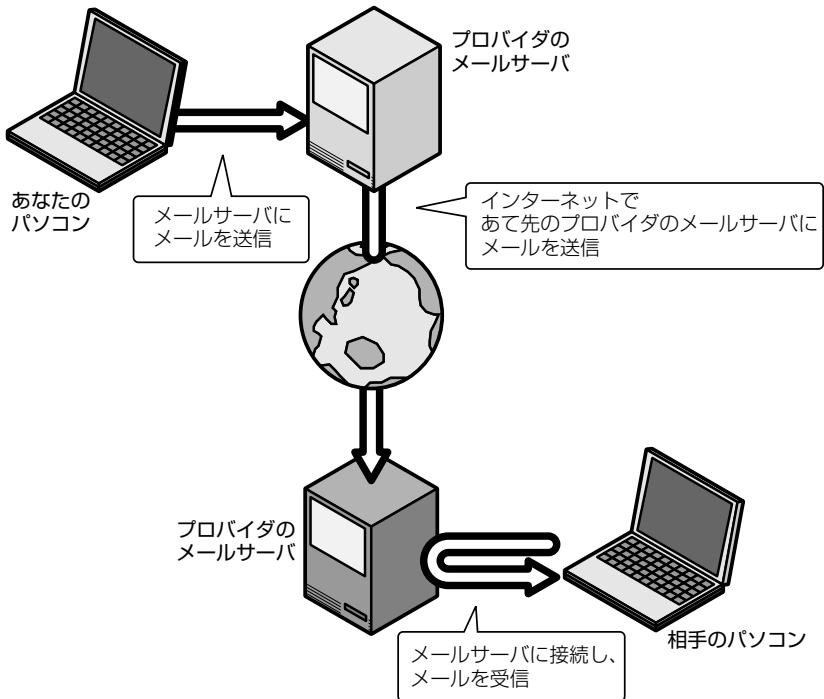 プロバイダの
メールサーバ
あなたの
パソコン
メールサーバに
メールを送信
インターネットで
あて先のプロバイダのメールサーバに
メールを送信
プロバイダの
メールサーバ
相手のパソコン
メールサーバに接続し、
メールを受信